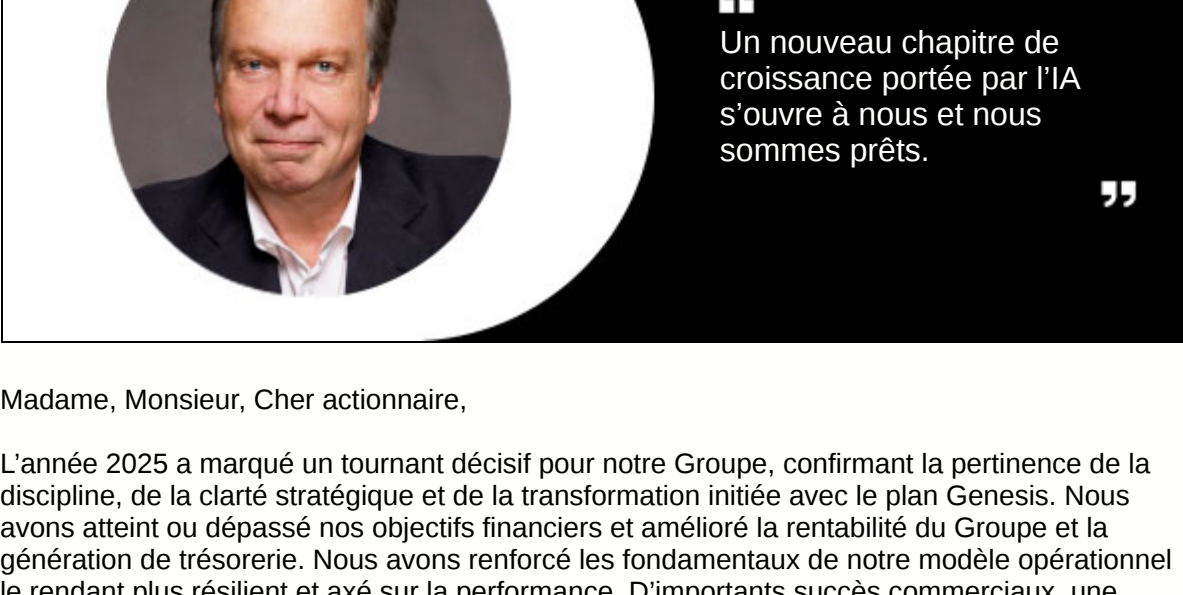 Un nouveau chapitre de
croissance portée par l’IA
s’ouvre à nous et nous
sommes prêts.
”
Madame, Monsieur, Cher actionnaire,
L’année 2025 a marqué un tournant décisif pour notre Groupe, confirmant la pertinence de la
discipline, de la clarté stratégique et de la transformation initiée avec le plan Genesis. Nous
avons atteint ou dépassé nos objectifs financiers et amélioré la rentabilité du Groupe et la
génération de trésorerie. Nous avons renforcé les fondamentaux de notre modèle opérationnel
le rendant plus résilient et axé sur la performance. D’importants succès commerciaux, une